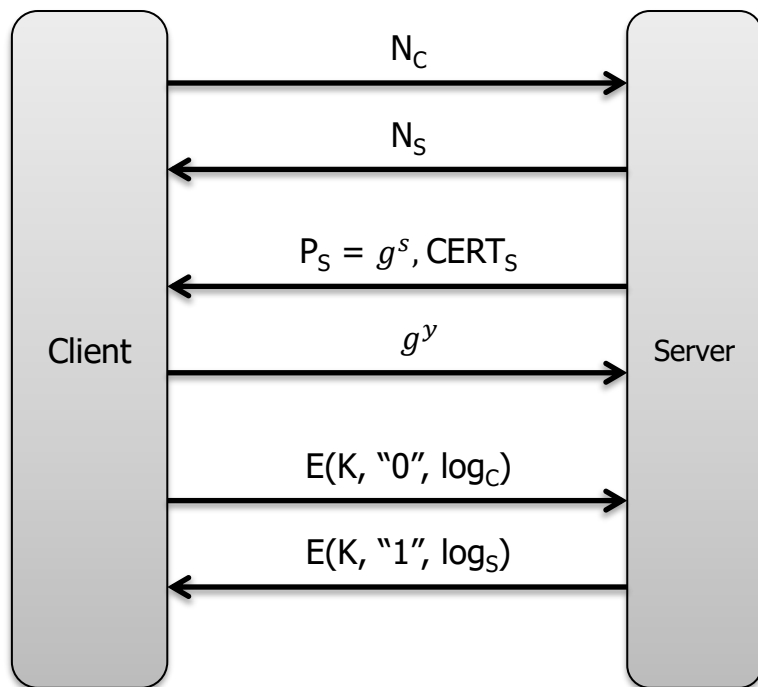 N_C
N_S
P_S = g^s, CERT_S
Client
g^y
Server
E(K, “0”, log_C)
E(K, “1”, log_S)